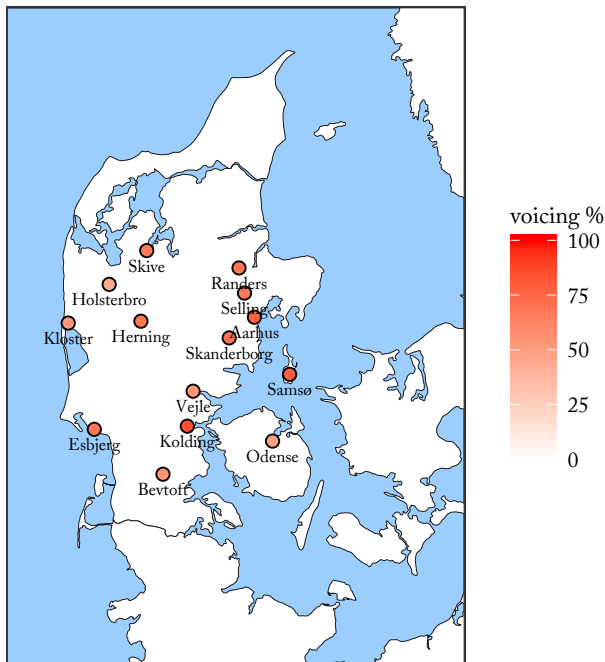 voicing %
100
75
50
25
0
Skive
Randers
Holsterbro
Selling
Aarhus
Kloster
Herning
Skanderborg
Samsø
Vejle
Esbjerg
Kolding
Odense
Bevtoft